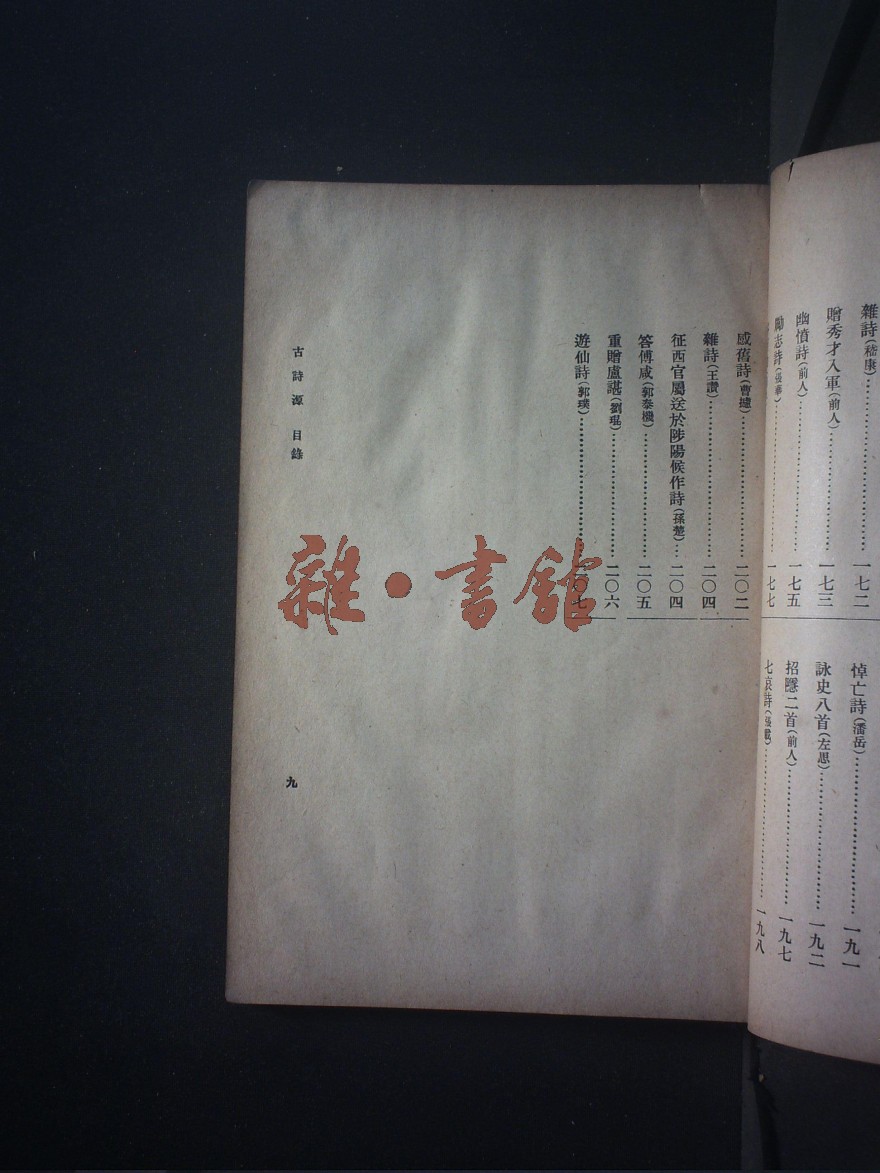 雜詩(嵇康)……一七二
贈秀才入軍(前人)……一七三
幽憤詩(前人)……一七五
勵志詩(張華)……一七七
悼亡詩(潘岳)……一九一
詠史八首(左思)……一九二
招隱二首(前人)……一九七
七哀詩(張載)……一九八
感舊詩(曹攄)……二〇二
雜詩(王讚)……二〇四
征西官屬送於陟陽候作詩(孫楚)…二〇四
答傅咸(郭泰機)……二〇五
重贈盧諶(劉琨)……二〇六
遊仙詩(郭璞)……二〇七
古詩源 目錄
九
雜·書館